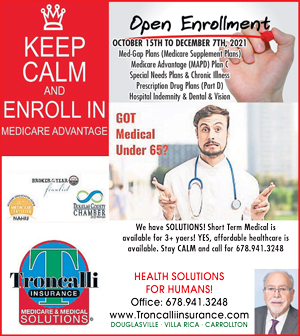 KEEP
CALM
AND
ENROLL IN
MEDICARE ADVANTAGE
Open Enrollment
OCTOBER 15TH TO DECEMBER 7TH, 2021
Med-Gap Plans (Medicare Supplement Plans)
Medicare Advantage (MAPD) Plan C
Special Needs Plans & Chronic Illness
Prescription Drug Plans (Part D)
Hospital Indemnity & Dental & Vision
GOT
Medical
Under 65?
BROKER OF THE YEAR
finalist
NAHU
DOUGLAS COUNTY
CHAMBER
We have SOLUTIONS! Short Term Medical is
available for 3+ years! YES, affordable healthcare is
available. Stay CALM and call for 678.941.3248
Troncalli
INSURANCE
MEDICARE & MEDICAL
SOLUTIONS
HEALTH SOLUTIONS
FOR HUMANS!
Office: 678.941.3248
www.Troncalliinsurance.com
DOUGLASVILLE · VILLA RICA · CARROLLTON